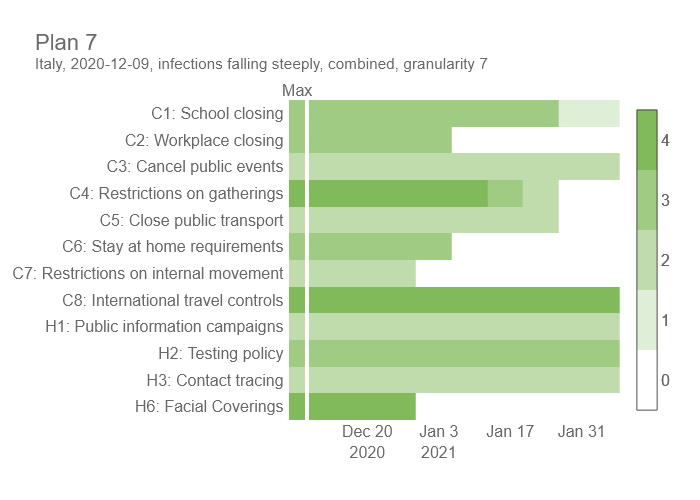 Plan 7
Italy, 2020-12-09, infections falling steeply, combined, granularity 7
Max
C1: School closing
C2: Workplace closing
C3: Cancel public events
C4: Restrictions on gatherings
C5: Close public transport
C6: Stay at home requirements
C7: Restrictions on internal movement
C8: International travel controls
H1: Public information campaigns
H2: Testing policy
H3: Contact tracing
H6: Facial Coverings
4
3
2
1
0
Dec 20 Jan 3 Jan 17 Jan 31
2020 2021